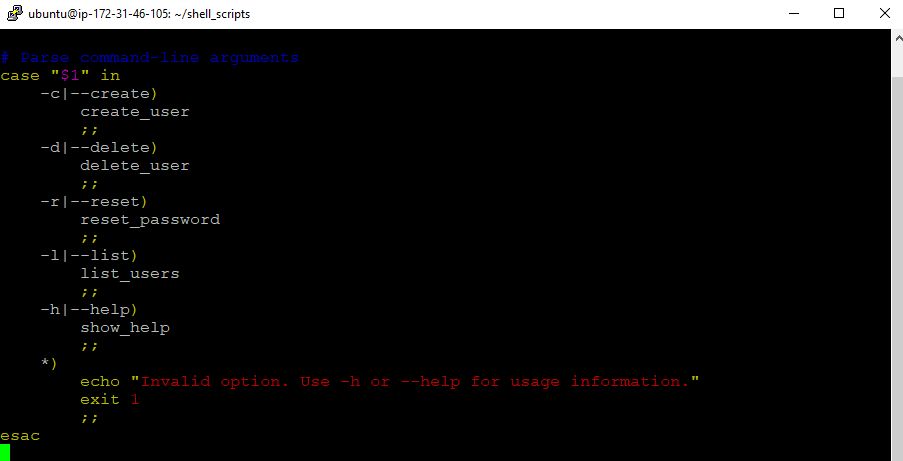 ubuntu@ip-172-31-46-105: ~/shell_scripts
# Parse command-line arguments
case "$1" in
    -c|--create)
        create_user
        ;;
    -d|--delete)
        delete_user
        ;;
    -r|--reset)
        reset_password
        ;;
    -l|--list)
        list_users
        ;;
    -h|--help)
        show_help
        ;;
    *)
        echo "Invalid option. Use -h or --help for usage information."
        exit 1
        ;;
esac